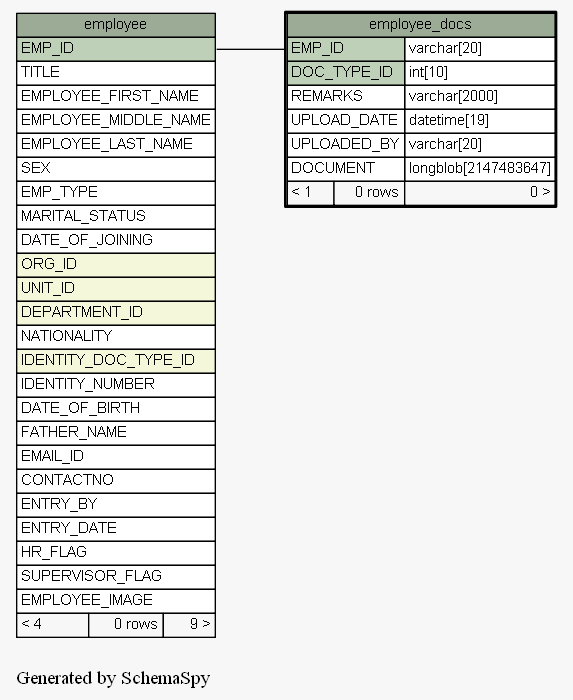 employee
EMP_ID
TITLE
EMPLOYEE_FIRST_NAME
EMPLOYEE_MIDDLE_NAME
EMPLOYEE_LAST_NAME
SEX
EMP_TYPE
MARITAL_STATUS
DATE_OF_JOINING
ORG_ID
UNIT_ID
DEPARTMENT_ID
NATIONALITY
IDENTITY_DOC_TYPE_ID
IDENTITY_NUMBER
DATE_OF_BIRTH
FATHER_NAME
EMAIL_ID
CONTACTNO
ENTRY_BY
ENTRY_DATE
HR_FLAG
SUPERVISOR_FLAG
EMPLOYEE_IMAGE
< 4 0 rows 9 >
employee_docs
EMP_ID varchar[20]
DOC_TYPE_ID int[10]
REMARKS varchar[2000]
UPLOAD_DATE datetime[19]
UPLOADED_BY varchar[20]
DOCUMENT longblob[2147483647]
< 1 0 rows 0 >
Generated by SchemaSpy